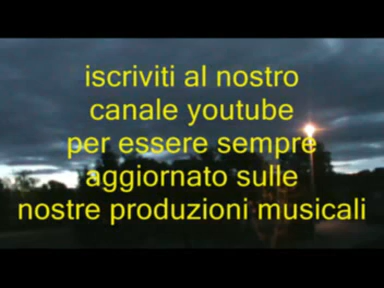 iscriviti al nostro
canale youtube
per essere sempre
aggiornato sulle
nostre produzioni musicali